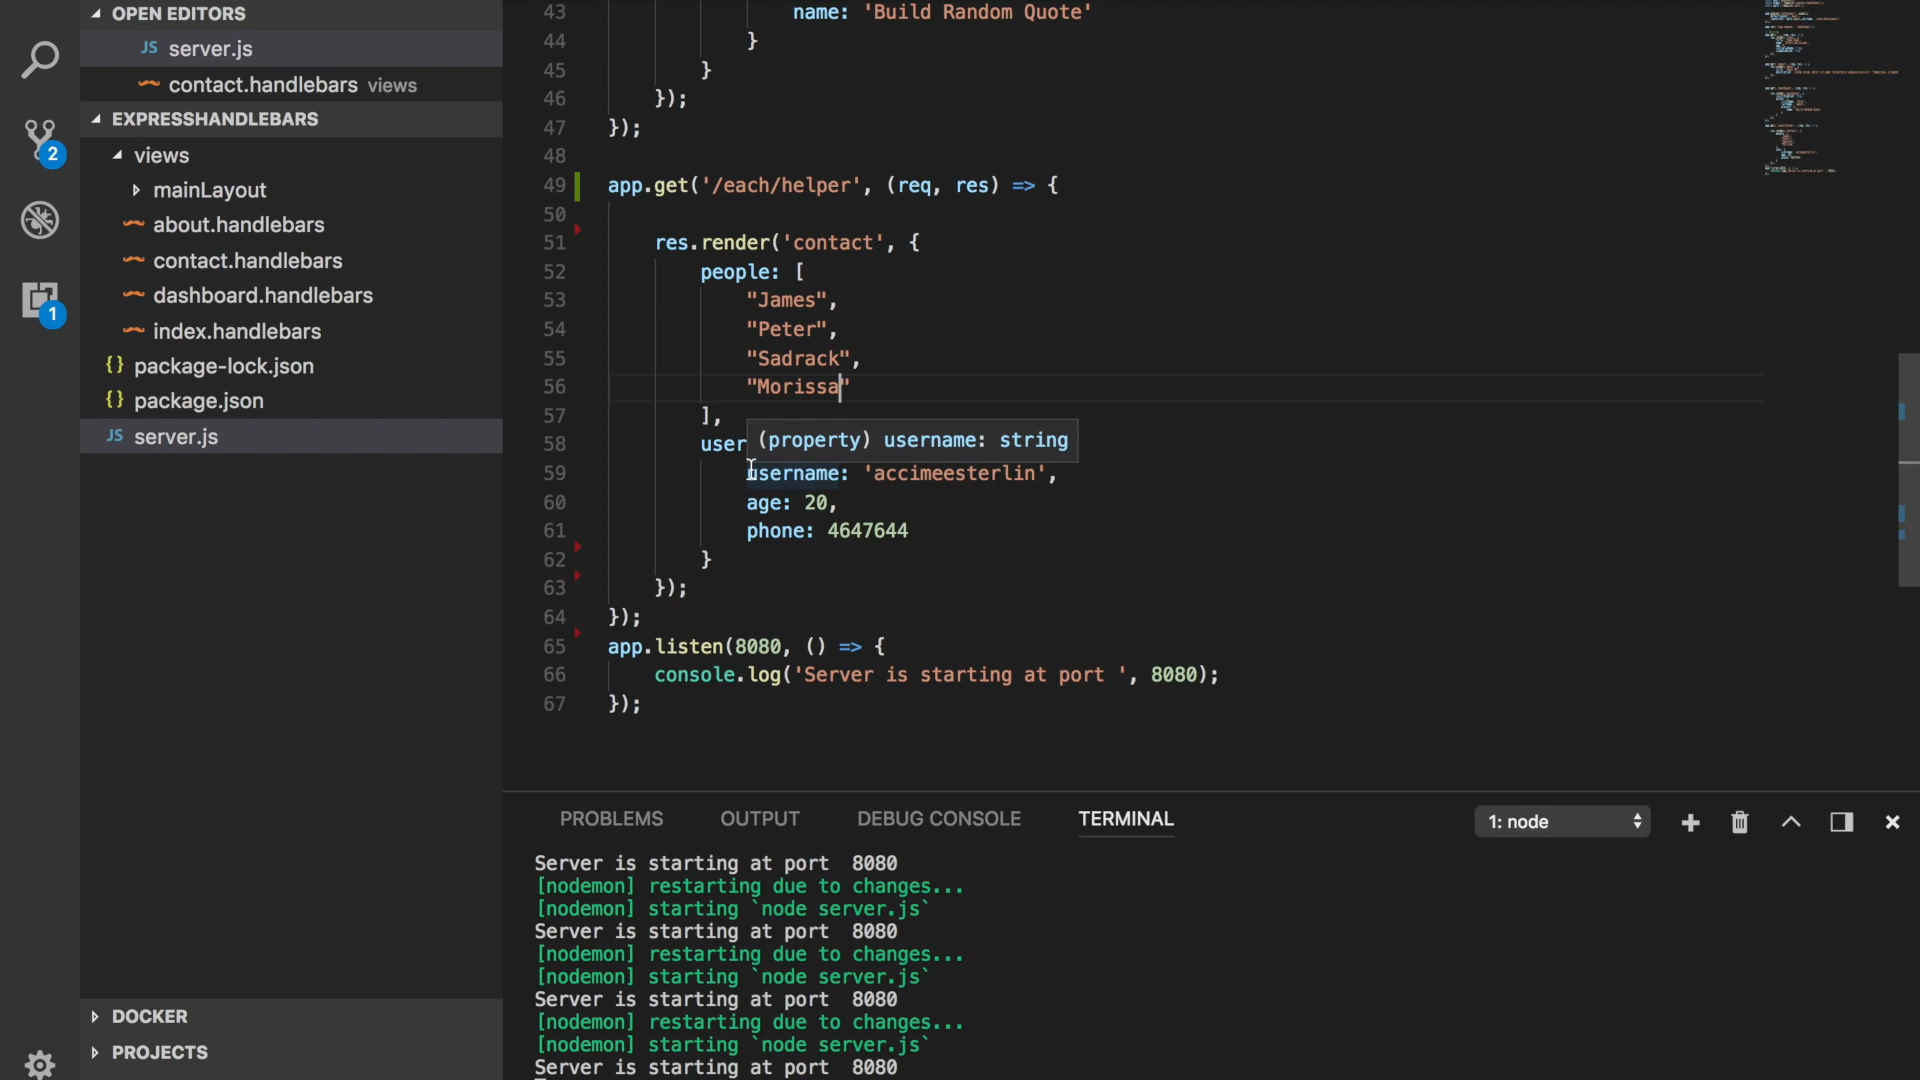 OPEN EDITORS
JS server.js
contact.handlebars views
EXPRESSHANDLEBARS
views
mainLayout
about.handlebars
contact.handlebars
dashboard.handlebars
index.handlebars
{} package-lock.json
{} package.json
JS server.js
DOCKER
PROJECTS
2
1
43 name: 'Build Random Quote'
44 }
45 }
46 });
47 });
48
49 app.get('/each/helper', (req, res) => {
50
51 res.render('contact', {
52 people: [
53 "James",
54 "Peter",
55 "Sadrack",
56 "Morissa"
57 ],
58 user
(property) username: string
59 username: 'accimeesterlin',
60 age: 20,
61 phone: 4647644
62 }
63 });
64 });
65 app.listen(8080, () => {
66 console.log('Server is starting at port ', 8080);
67 });
PROBLEMS OUTPUT DEBUG CONSOLE TERMINAL 1: node
Server is starting at port  8080
[nodemon] restarting due to changes...
[nodemon] starting `node server.js`
Server is starting at port  8080
[nodemon] restarting due to changes...
[nodemon] starting `node server.js`
Server is starting at port  8080
[nodemon] restarting due to changes...
[nodemon] starting `node server.js`
Server is starting at port  8080